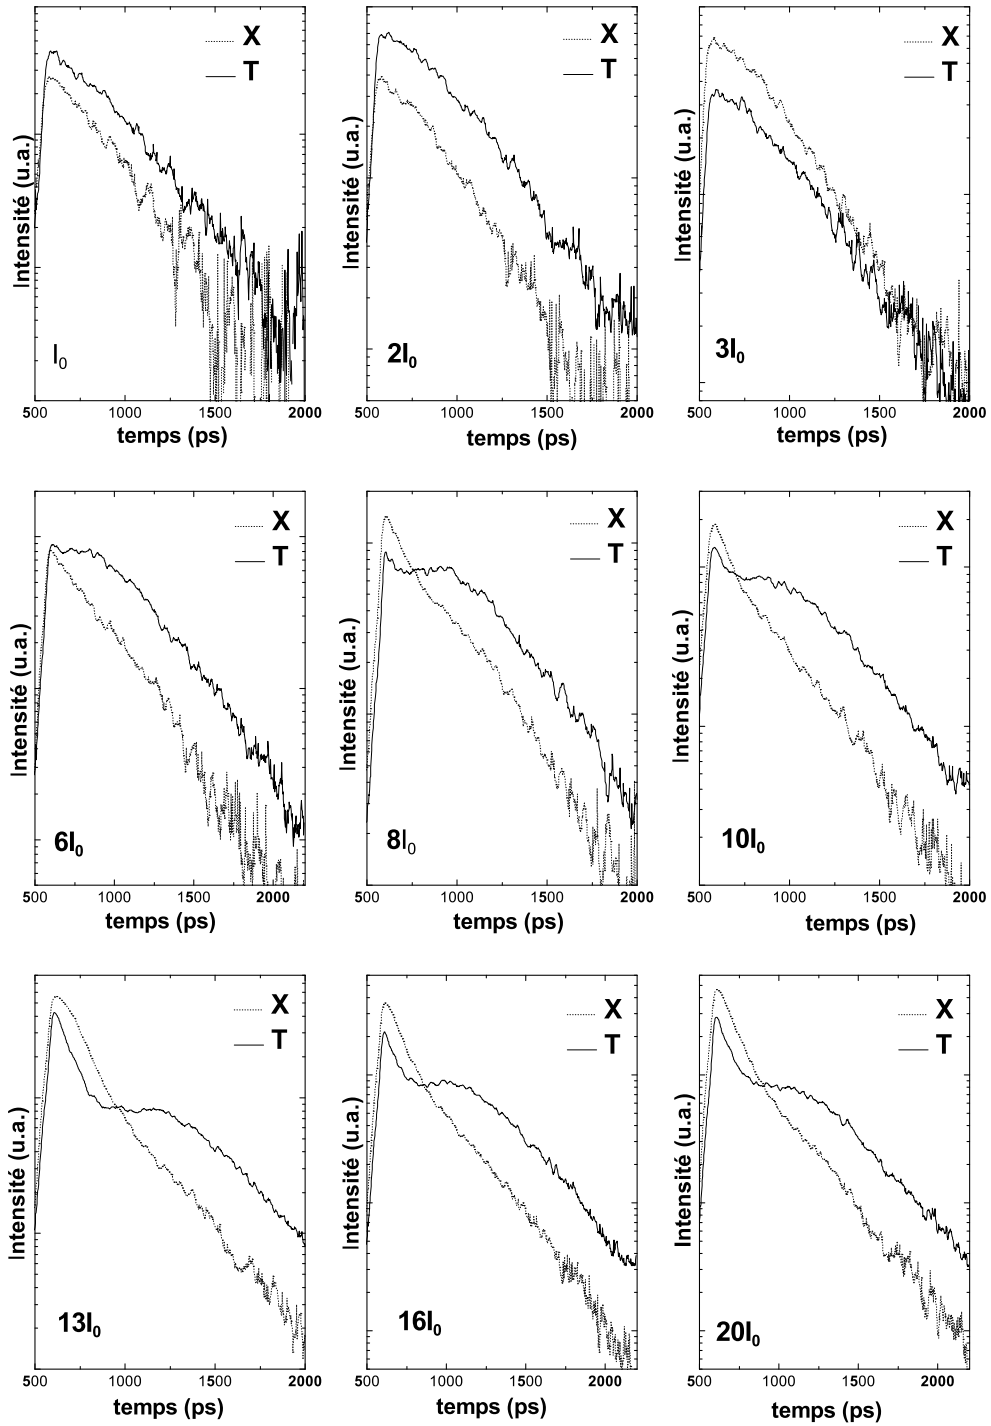 X
T
Intensité (u.a.)
I0
500 1000 1500 2000
temps (ps)
X
T
Intensité (u.a.)
2I0
500 1000 1500 2000
temps (ps)
X
T
Intensité (u.a.)
3I0
500 1000 1500 2000
temps (ps)
X
T
Intensité (u.a.)
6I0
500 1000 1500 2000
temps (ps)
X
T
Intensité (u.a.)
8I0
500 1000 1500 2000
temps (ps)
X
T
Intensité (u.a.)
10I0
500 1000 1500 2000
temps (ps)
X
T
Intensité (u.a.)
13I0
500 1000 1500 2000
temps (ps)
X
T
Intensité (u.a.)
16I0
500 1000 1500 2000
temps (ps)
X
T
Intensité (u.a.)
20I0
500 1000 1500 2000
temps (ps)